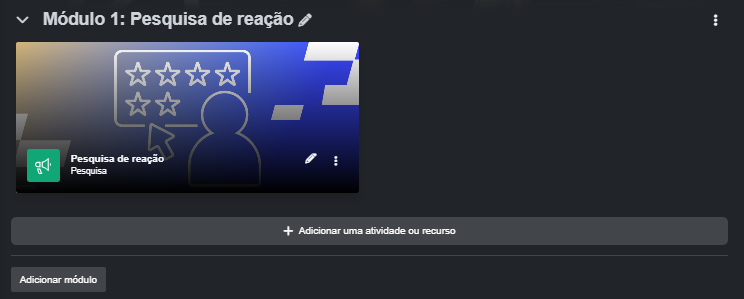 Módulo 1: Pesquisa de reação
Pesquisa de reação
Pesquisa
Adicionar uma atividade ou recurso
Adicionar módulo